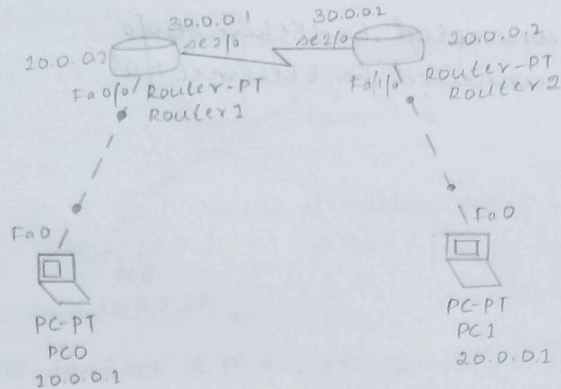 30.0.0.1
30.0.0.2
se2/0
se2/0
10.0.0.2
20.0.0.2
Fa0/0
Router-PT
Router1
Fa1/0
Router-PT
Router2
Fa0
Fa0
PC-PT
PC0
10.0.0.1
PC-PT
PC1
20.0.0.1